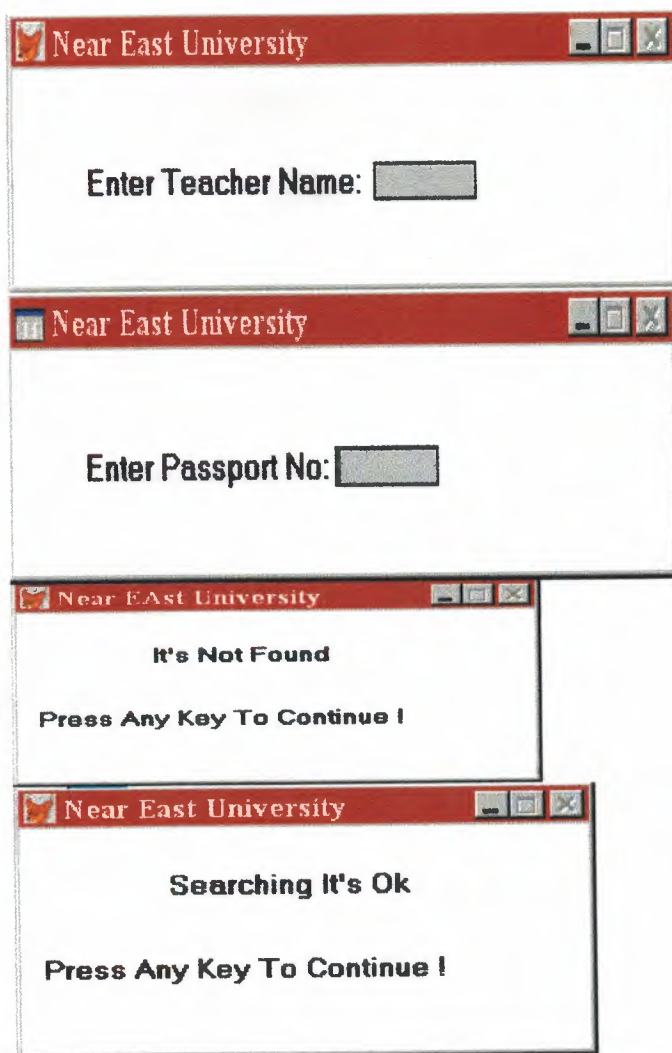 Near East University
Enter Teacher Name:
Near East University
Enter Passport No:
Near EAst University
It's Not Found
Press Any Key To Continue !
Near East University
Searching It's Ok
Press Any Key To Continue !